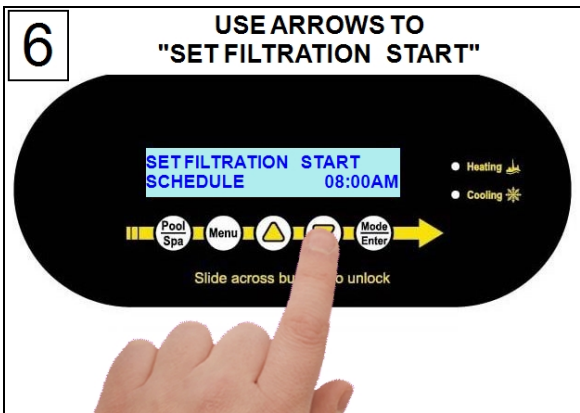 6
USE ARROWS TO
"SET FILTRATION START"
SET FILTRATION START
SCHEDULE 08:00AM
Heating
Cooling
Pool
Spa
Menu
Mode
Enter
Slide across bu o unlock